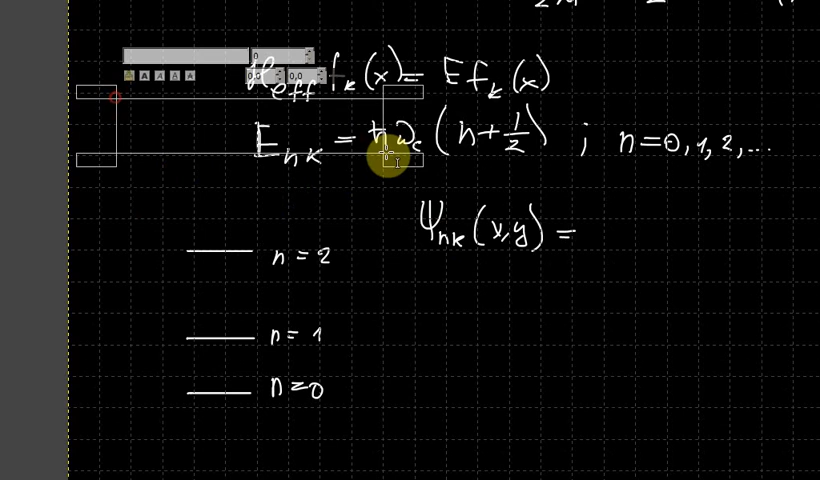 H_eff f_k(x) = E f_k(x)
E_nk = ħω_c (n + 1/2) ; n = 0, 1, 2, ...
Ψ_nk (x,y) =
n = 2
n = 1
n = 0